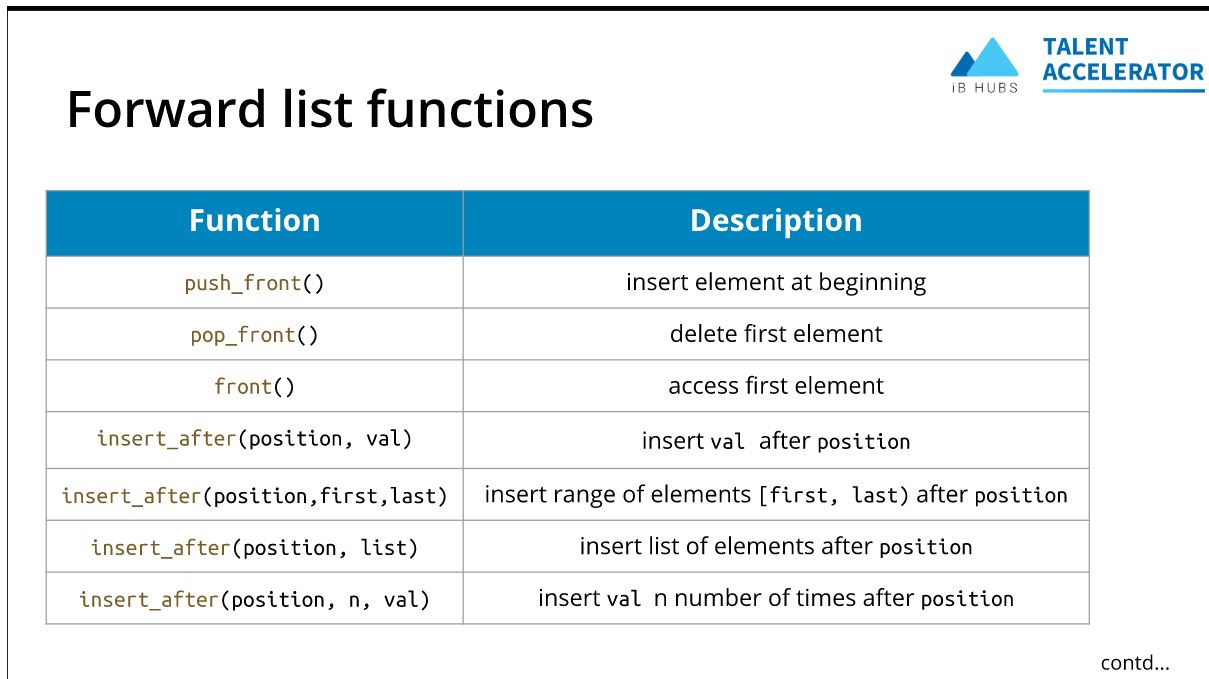 TALENT
ACCELERATOR
iB HUBS
Forward list functions
Function Description
push_front() insert element at beginning
pop_front() delete first element
front() access first element
insert_after(position, val) insert val after position
insert_after(position,first,last) insert range of elements [first, last) after position
insert_after(position, list) insert list of elements after position
insert_after(position, n, val) insert val n number of times after position
contd...